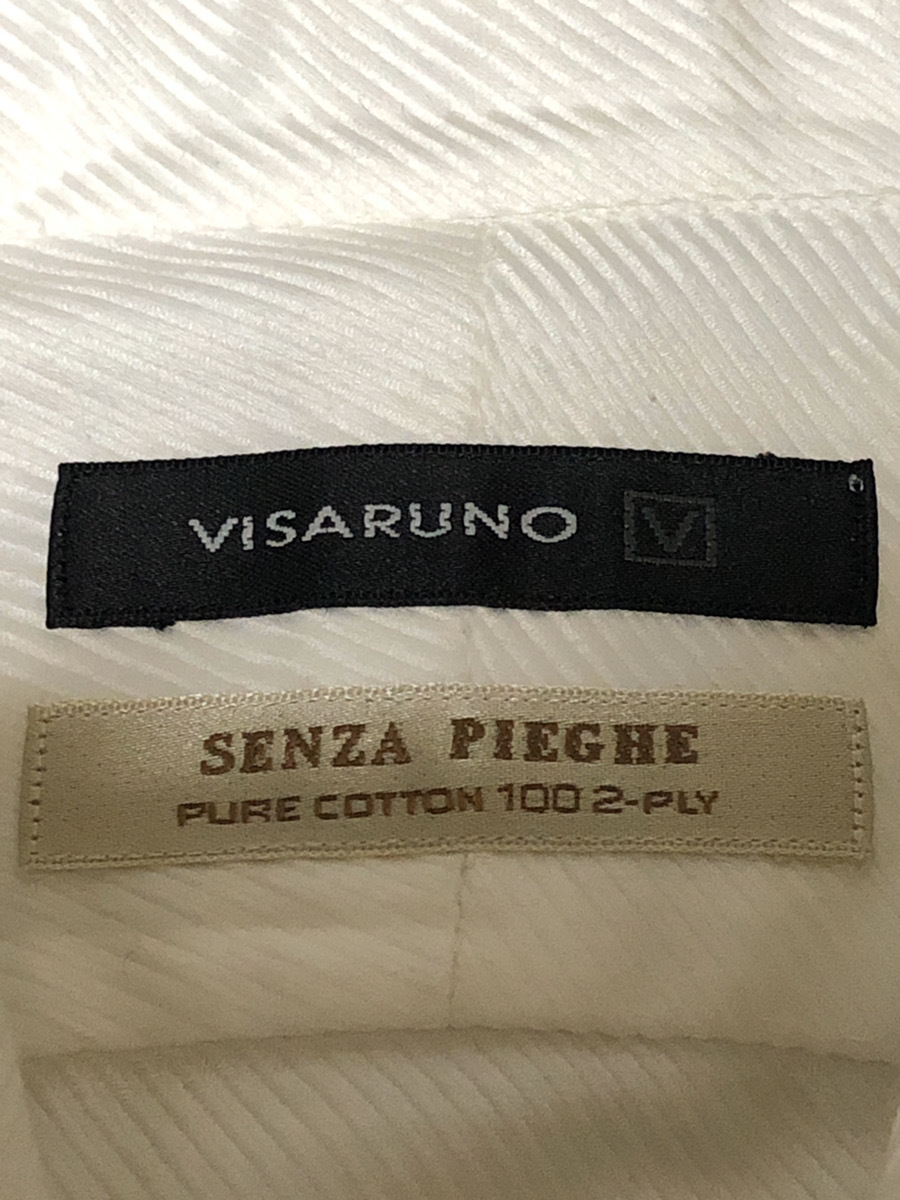 VISARUNO V
SENZA PIEGHE
PURE COTTON 100 2-PLY